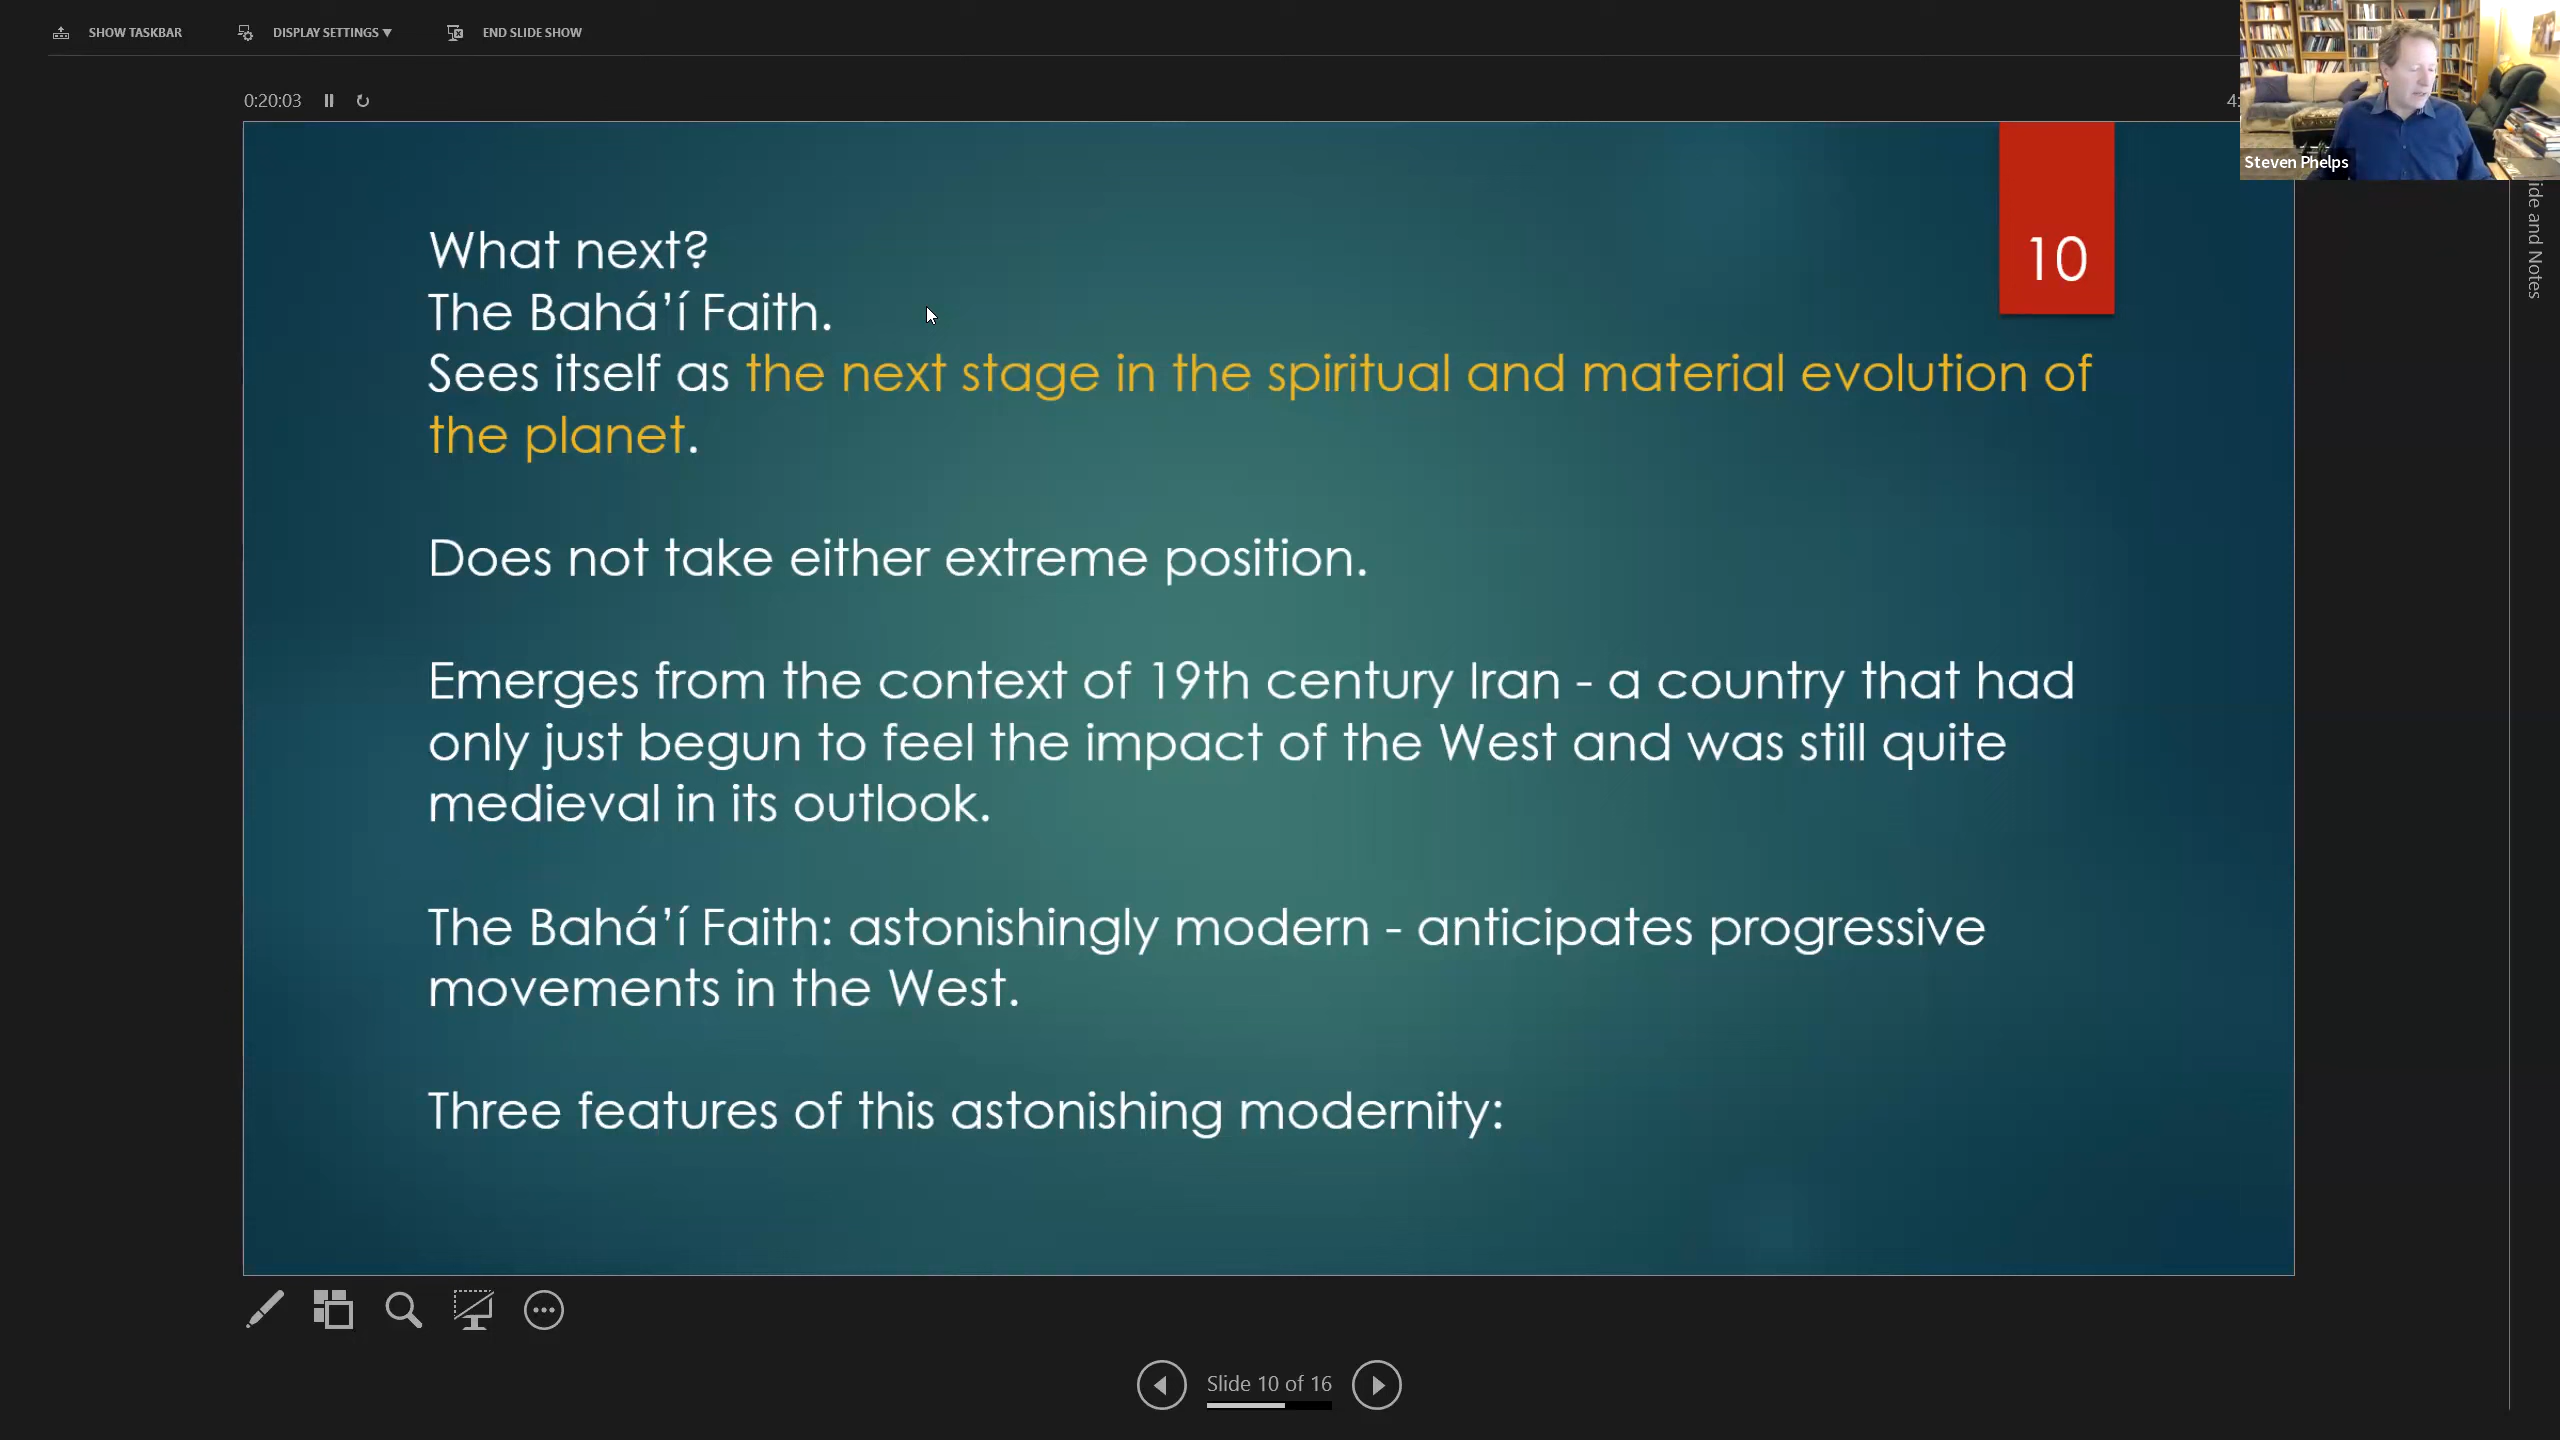 SHOW TASKBAR
DISPLAY SETTINGS ▼
END SLIDE SHOW
0:20:03
4:
Steven Phelps
ide and Notes
10
What next?
The Bahá’í Faith.
Sees itself as the next stage in the spiritual and material evolution of
the planet.
Does not take either extreme position.
Emerges from the context of 19th century Iran - a country that had
only just begun to feel the impact of the West and was still quite
medieval in its outlook.
The Bahá’í Faith: astonishingly modern - anticipates progressive
movements in the West.
Three features of this astonishing modernity:
Slide 10 of 16